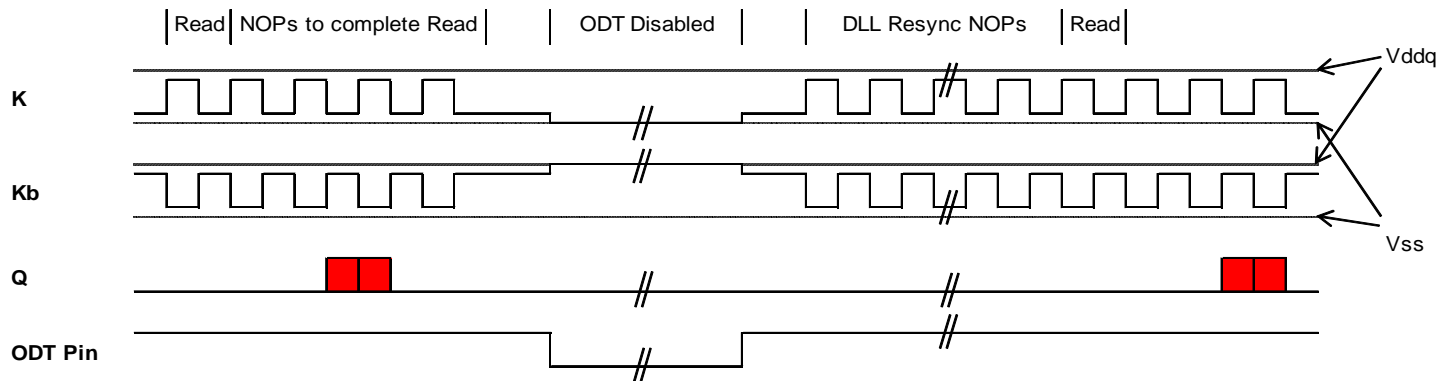 Read NOPs to complete Read ODT Disabled DLL Resync NOPs Read
Vddq
K
Kb
Vss
Q
ODT Pin